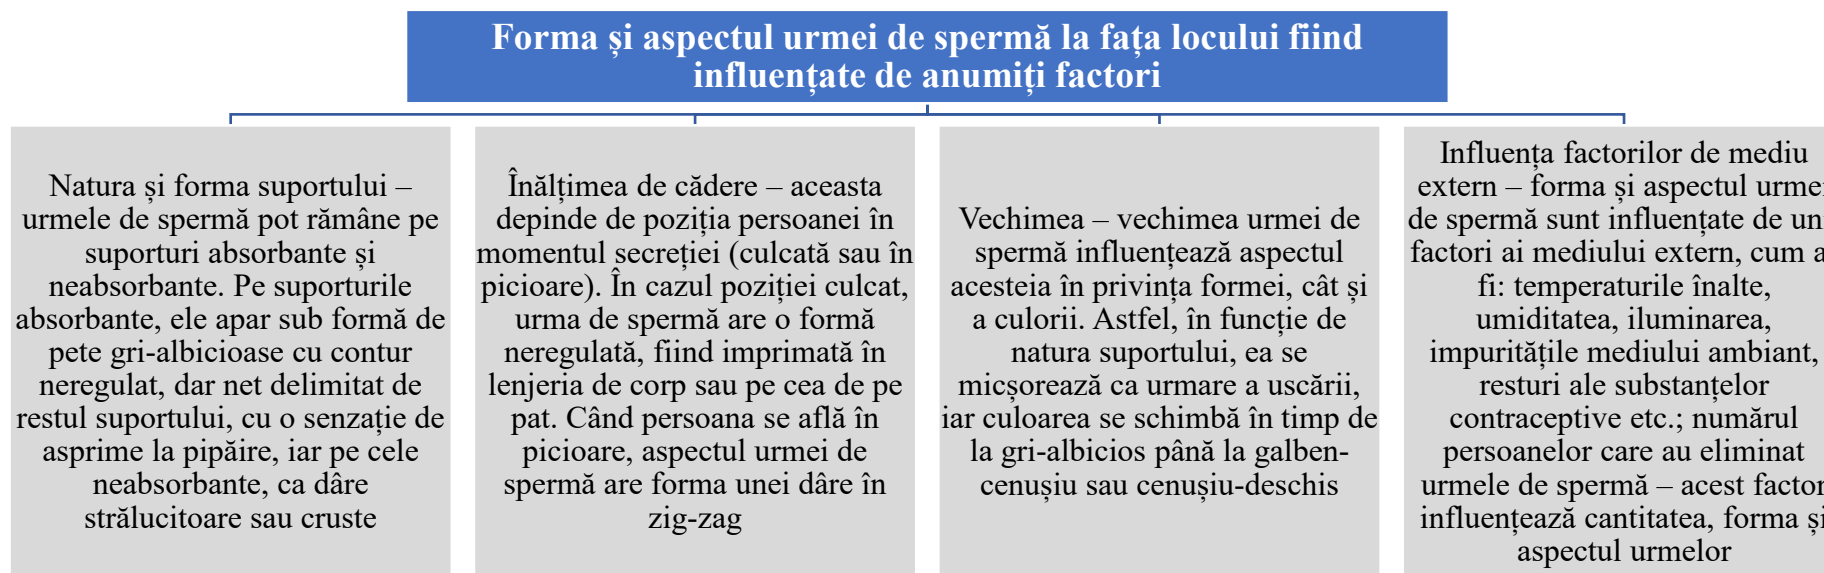 Forma și aspectul urmei de spermă la fața locului fiind
influențate de anumiți factori
Natura și forma suportului –
urmele de spermă pot rămâne pe
suporturi absorbante și
neabsorbante. Pe suporturile
absorbante, ele apar sub formă de
pete gri-albicioase cu contur
neregulat, dar net delimitat de
restul suportului, cu o senzație de
asprime la pipăire, iar pe cele
neabsorbante, ca dâre
strălucitoare sau cruste
Înălțimea de cădere – aceasta
depinde de poziția persoanei în
momentul secreției (culcată sau în
picioare). În cazul poziției culcat,
urma de spermă are o formă
neregulată, fiind imprimată în
lenjeria de corp sau pe cea de pe
pat. Când persoana se află în
picioare, aspectul urmei de
spermă are forma unei dâre în
zig-zag
Vechimea – vechimea urmei de
spermă influențează aspectul
acesteia în privința formei, cât și
a culorii. Astfel, în funcție de
natura suportului, ea se
micșorează ca urmare a uscării,
iar culoarea se schimbă în timp de
la gri-albicios până la galben-
cenușiu sau cenușiu-deschis
Influența factorilor de mediu
extern – forma și aspectul urmei
de spermă sunt influențate de
factori ai mediului extern, cum
fi: temperaturile înalte,
umiditatea, iluminarea,
impuritățile mediului ambiant,
resturi ale substanțelor
contraceptive etc.; numărul
persoanelor care au eliminat
urmele de spermă – acest factor
influențează cantitatea, forma și
aspectul urmelor